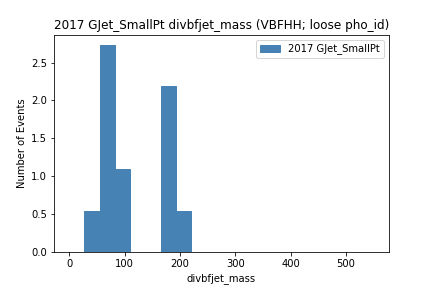 2017 GJet_SmallPt divbfjet_mass (VBFHH; loose pho_id)
2017 GJet_SmallPt
Number of Events
2.5
2.0
1.5
1.0
0.5
0.0
0 100 200 300 400 500
divbfjet_mass